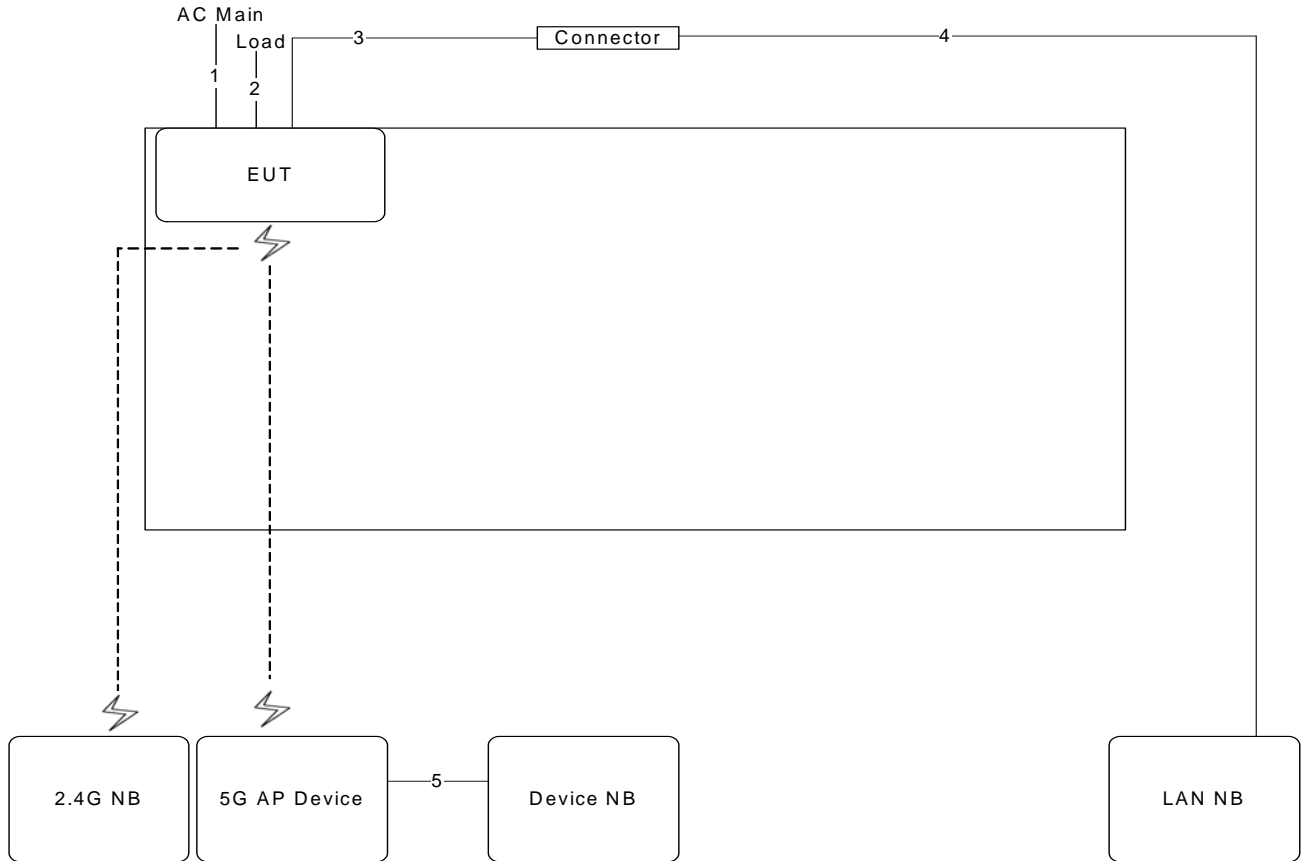 AC Main
Load
3
Connector
4
1
2
EUT
2.4G NB
5G AP Device
5
Device NB
LAN NB